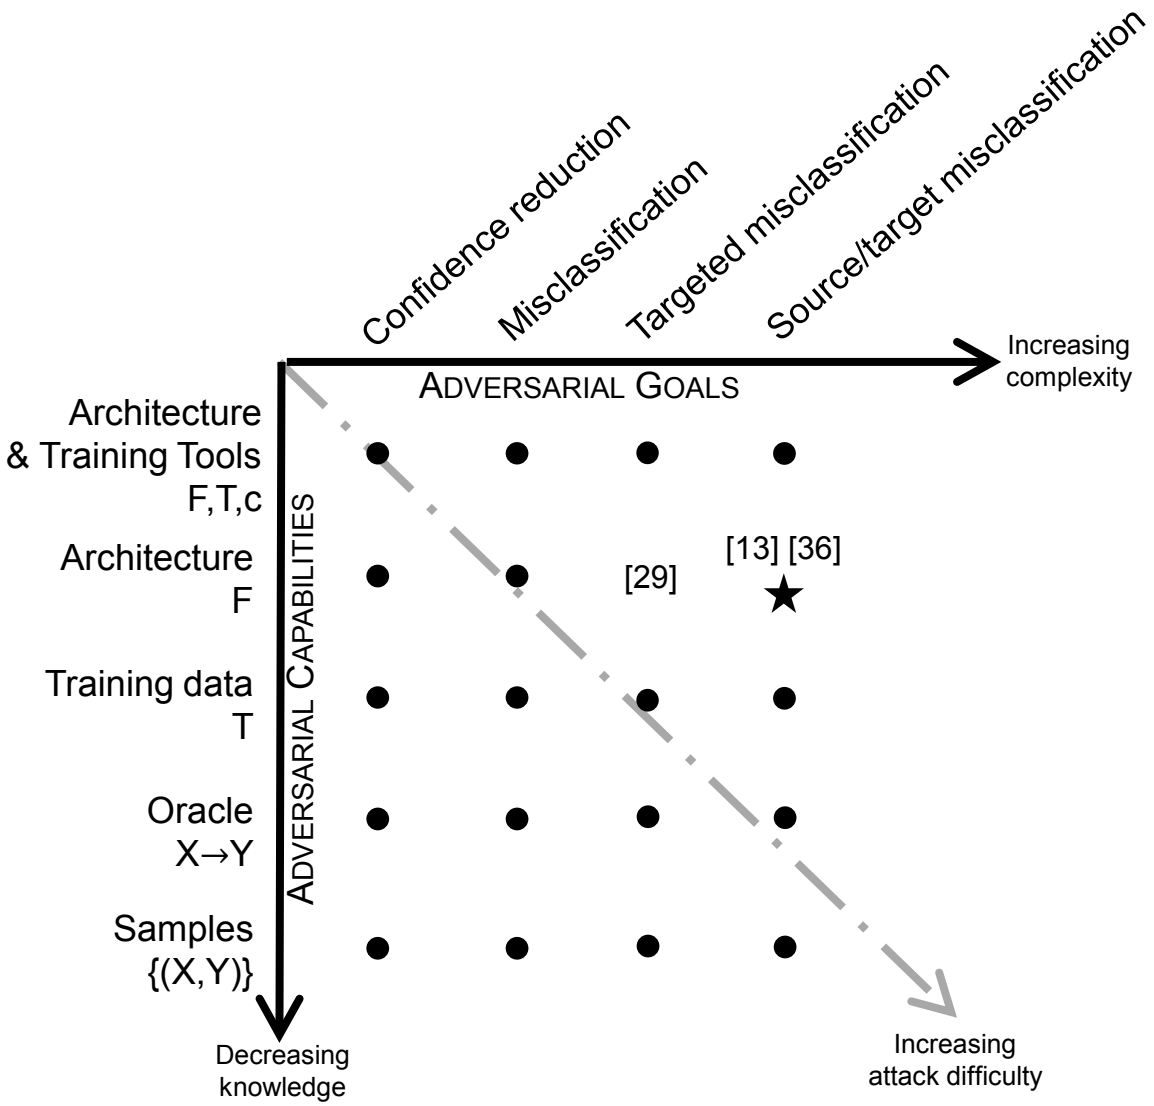 Confidence reduction
Misclassification
Targeted misclassification
Source/target misclassification
Increasing
complexity
ADVERSARIAL GOALS
Architecture
& Training Tools
F,T,c
Architecture
F
Training data
T
Oracle
X→Y
Samples
{(X,Y)}
ADVERSARIAL CAPABILITIES
[29]
[13] [36]
Decreasing
knowledge
Increasing
attack difficulty